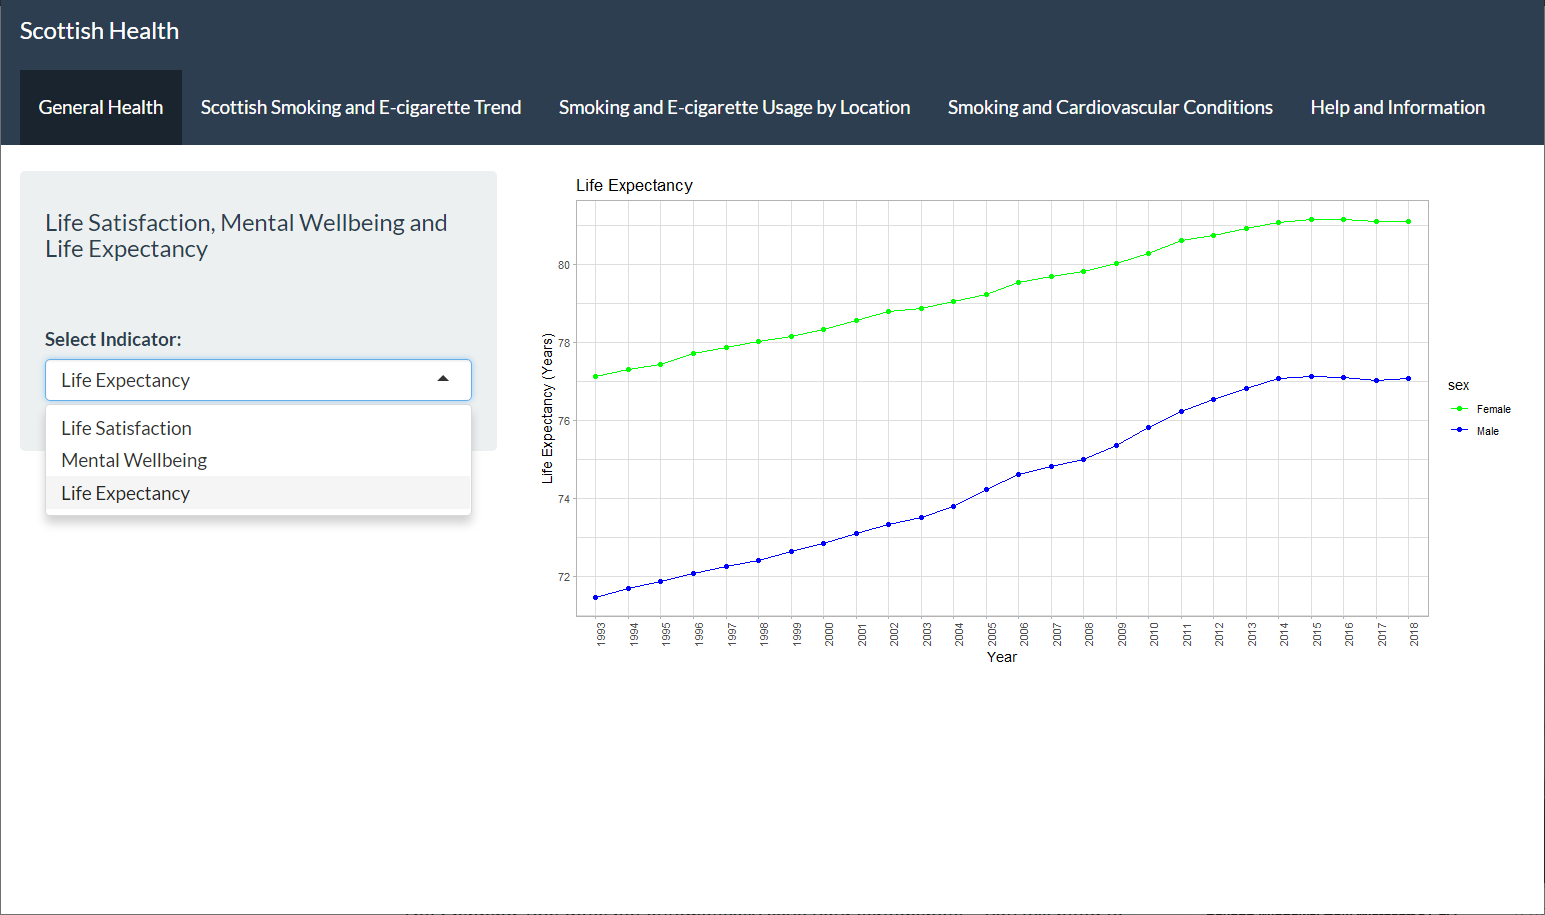 Scottish Health
General Health Scottish Smoking and E-cigarette Trend Smoking and E-cigarette Usage by Location Smoking and Cardiovascular Conditions Help and Information
Life Satisfaction, Mental Wellbeing and
Life Expectancy
Select Indicator:
Life Expectancy
Life Satisfaction
Mental Wellbeing
Life Expectancy
Life Expectancy
Life Expectancy (Years)
80
78
76
74
72
1993 1994 1995 1996 1997 1998 1999 2000 2001 2002 2003 2004 2005 2006 2007 2008 2009 2010 2011 2012 2013 2014 2015 2016 2017 2018
Year
sex
Female
Male